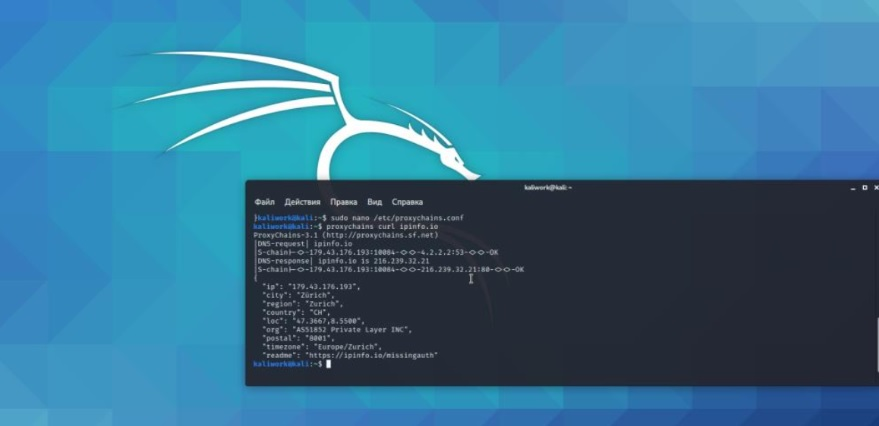 kaliwork@kali: ~
Файл Действия Правка Вид Справка
kaliwork@kali:~$ sudo nano /etc/proxychains.conf
kaliwork@kali:~$ proxychains curl ipinfo.io
ProxyChains-3.1 (http://proxychains.sf.net)
|DNS-request| ipinfo.io
|S-chain|-<>-179.43.176.193:10084-<><>-4.2.2.2:53-<><>-OK
|DNS-response| ipinfo.io is 216.239.32.21
|S-chain|-<>-179.43.176.193:10084-<><>-216.239.32.21:80-<><>-OK
{
"ip": "179.43.176.193",
"city": "Zürich",
"region": "Zurich",
"country": "CH",
"loc": "47.3667,8.5500",
"org": "AS51852 Private Layer INC",
"postal": "8001",
"timezone": "Europe/Zurich",
"readme": "https://ipinfo.io/missingauth"
}kaliwork@kali:~$